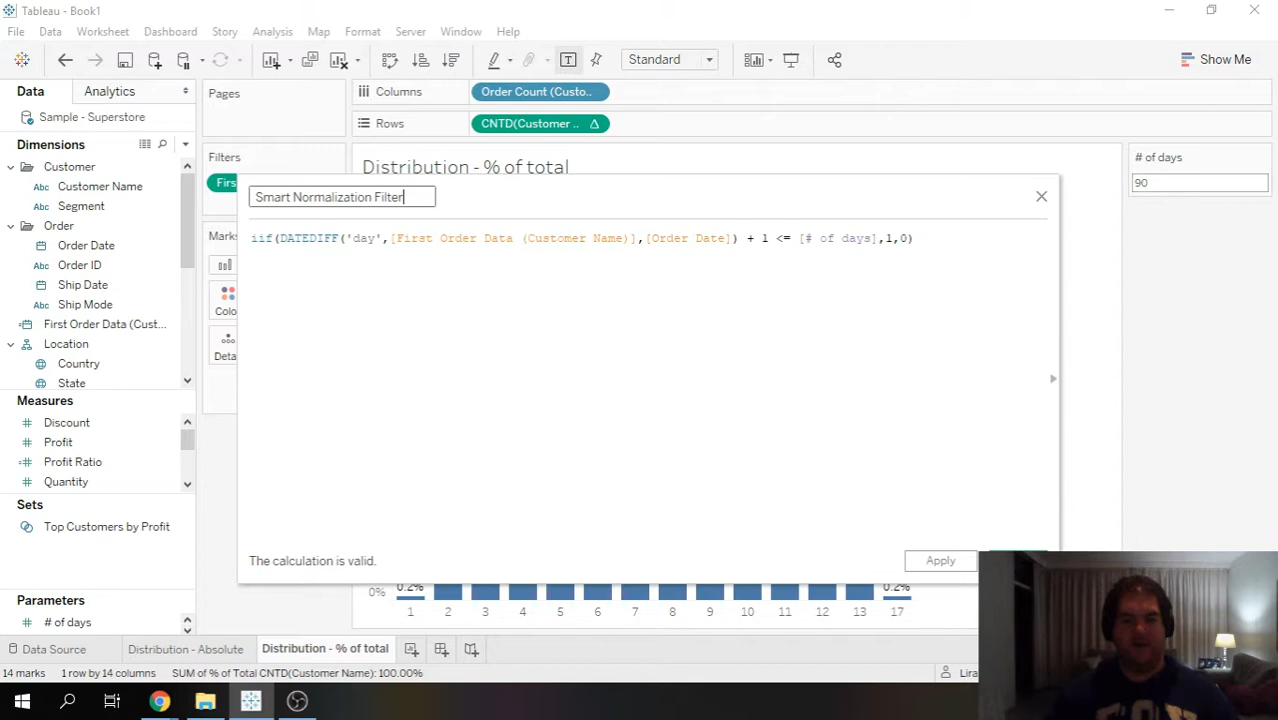 Tableau - Book1
File Data Worksheet Dashboard Story Analysis Map Format Server Window Help
Standard
Show Me
Data Analytics
Pages
Columns
Order Count (Custo..
Sample - Superstore
Rows
CNTD(Customer ..
Dimensions
Customer
Customer Name
Segment
Order
Order Date
Order ID
Ship Date
Ship Mode
First Order Data (Cust...
Location
Country
State
Measures
Discount
Profit
Profit Ratio
Quantity
Sets
Top Customers by Profit
Parameters
# of days
Filters
Firs
Marks
Colo
Deta
Distribution - % of total
# of days
90
Smart Normalization Filter
iif(DATEDIFF('day',[First Order Data (Customer Name)],[Order Date]) + 1 <= [# of days],1,0)
The calculation is valid.
Apply
0%
0.2%
0.2%
1 2 3 4 5 6 7 8 9 10 11 12 13 17
Data Source Distribution - Absolute Distribution - % of total
14 marks 1 row by 14 columns SUM of % of Total CNTD(Customer Name): 100.00%
Lira